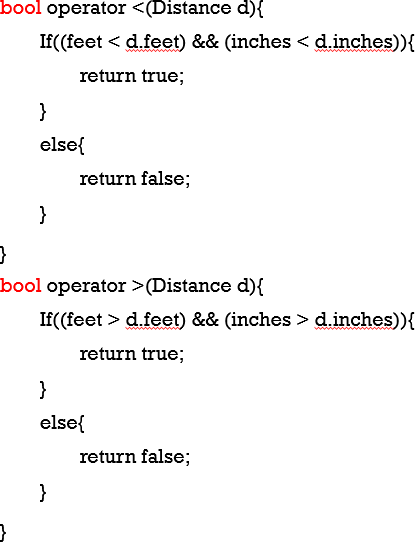 bool operator <(Distance d){
If((feet < d.feet) && (inches < d.inches)){
return true;
}
else{
return false;
}
}
bool operator >(Distance d){
If((feet > d.feet) && (inches > d.inches)){
return true;
}
else{
return false;
}
}